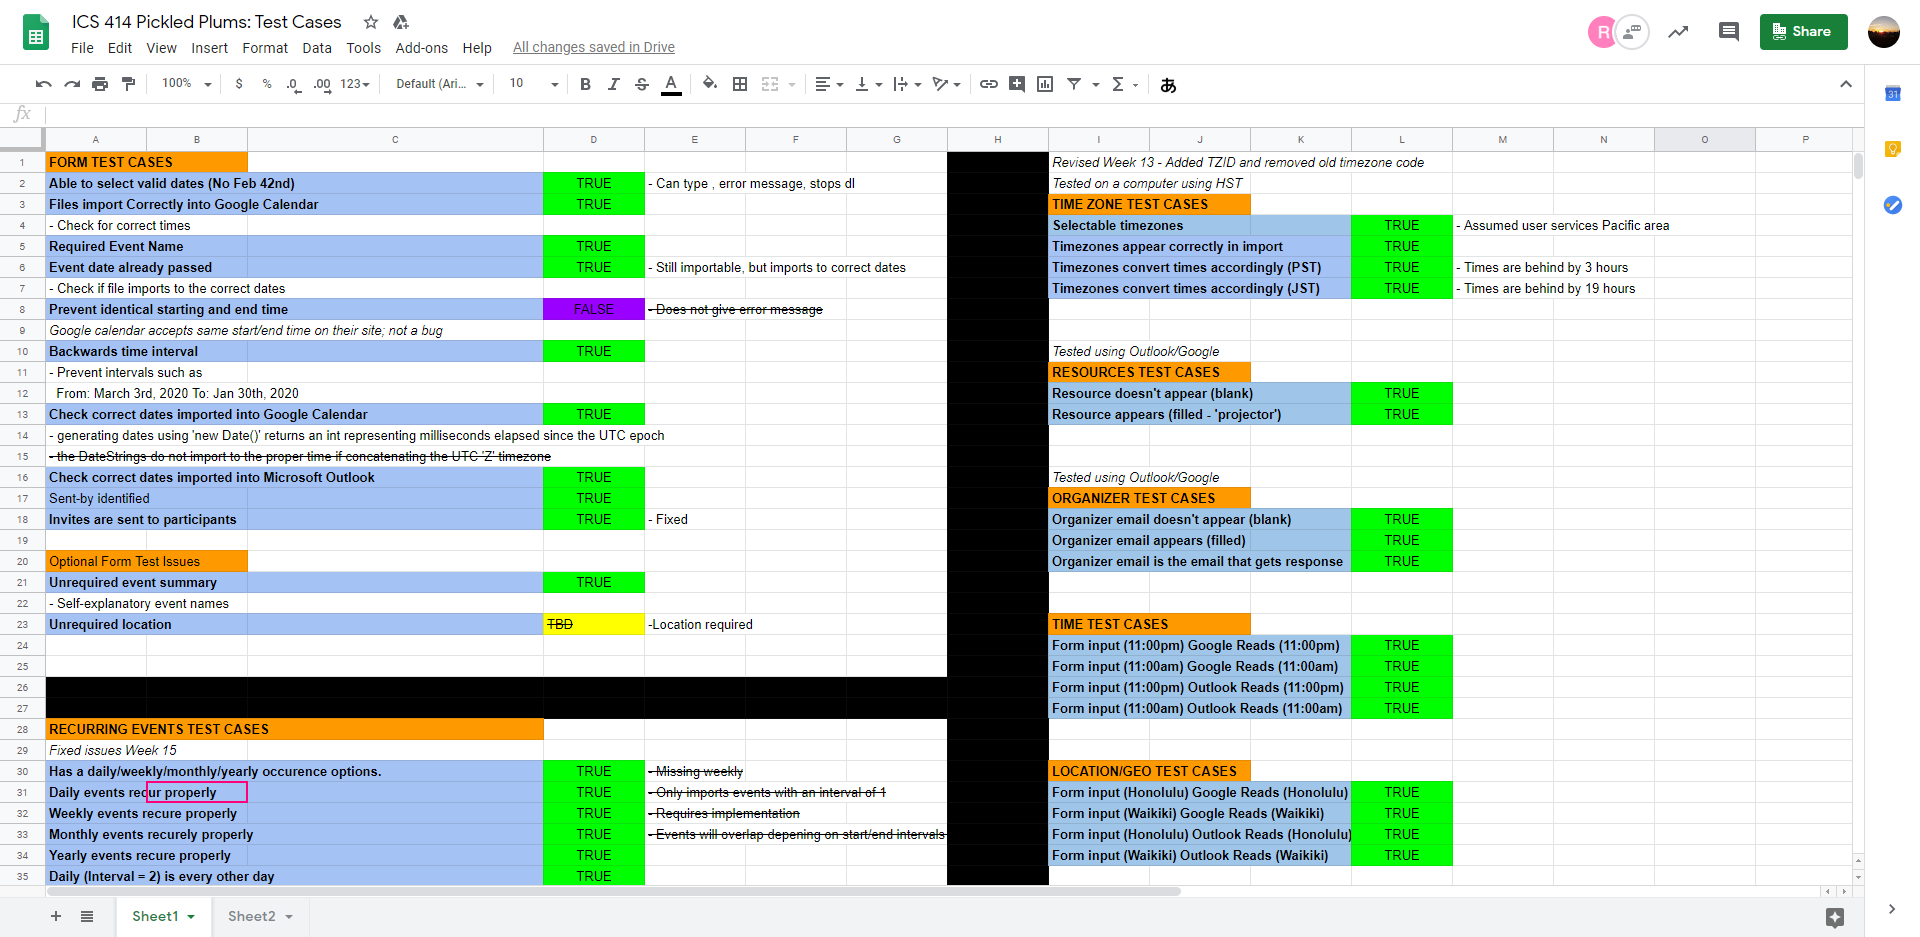 ICS 414 Pickled Plums: Test Cases
File Edit View Insert Format Data Tools Add-ons Help All changes saved in Drive
R
Share
100% $ % .0 .00 123 Default (Ari... 10 B I S A あ
31
fx
A B C D E F G H I J K L M N O P
1 FORM TEST CASES Revised Week 13 - Added TZID and removed old timezone code
2 Able to select valid dates (No Feb 42nd) TRUE - Can type , error message, stops dl Tested on a computer using HST
3 Files import Correctly into Google Calendar TRUE TIME ZONE TEST CASES
4 - Check for correct times Selectable timezones TRUE - Assumed user services Pacific area
5 Required Event Name TRUE Timezones appear correctly in import TRUE
6 Event date already passed TRUE - Still importable, but imports to correct dates Timezones convert times accordingly (PST) TRUE - Times are behind by 3 hours
7 - Check if file imports to the correct dates Timezones convert times accordingly (JST) TRUE - Times are behind by 19 hours
8 Prevent identical starting and end time FALSE - Does not give error message
9 Google calendar accepts same start/end time on their site; not a bug
10 Backwards time interval TRUE Tested using Outlook/Google
11 - Prevent intervals such as RESOURCES TEST CASES
12 From: March 3rd, 2020 To: Jan 30th, 2020 Resource doesn't appear (blank) TRUE
13 Check correct dates imported into Google Calendar TRUE Resource appears (filled - 'projector') TRUE
14 - generating dates using 'new Date()' returns an int representing milliseconds elapsed since the UTC epoch
15 - the DateStrings do not import to the proper time if concatenating the UTC 'Z' timezone
16 Check correct dates imported into Microsoft Outlook TRUE Tested using Outlook/Google
17 Sent-by identified TRUE ORGANIZER TEST CASES
18 Invites are sent to participants TRUE - Fixed Organizer email doesn't appear (blank) TRUE
19 Organizer email appears (filled) TRUE
20 Optional Form Test Issues Organizer email is the email that gets response TRUE
21 Unrequired event summary TRUE
22 - Self-explanatory event names
23 Unrequired location TBD -Location required TIME TEST CASES
24 Form input (11:00pm) Google Reads (11:00pm) TRUE
25 Form input (11:00am) Google Reads (11:00am) TRUE
26 Form input (11:00pm) Outlook Reads (11:00pm) TRUE
27 Form input (11:00am) Outlook Reads (11:00am) TRUE
28 RECURRING EVENTS TEST CASES
29 Fixed issues Week 15
30 Has a daily/weekly/monthly/yearly occurence options. TRUE - Missing weekly LOCATION/GEO TEST CASES
31 Daily events recur properly TRUE - Only imports events with an interval of 1 Form input (Honolulu) Google Reads (Honolulu) TRUE
32 Weekly events recure properly TRUE - Requires implementation Form input (Waikiki) Google Reads (Waikiki) TRUE
33 Monthly events recurely properly TRUE - Events will overlap depening on start/end intervals Form input (Honolulu) Outlook Reads (Honolulu) TRUE
34 Yearly events recure properly TRUE Form input (Waikiki) Outlook Reads (Waikiki) TRUE
35 Daily (Interval = 2) is every other day TRUE
Sheet1 Sheet2